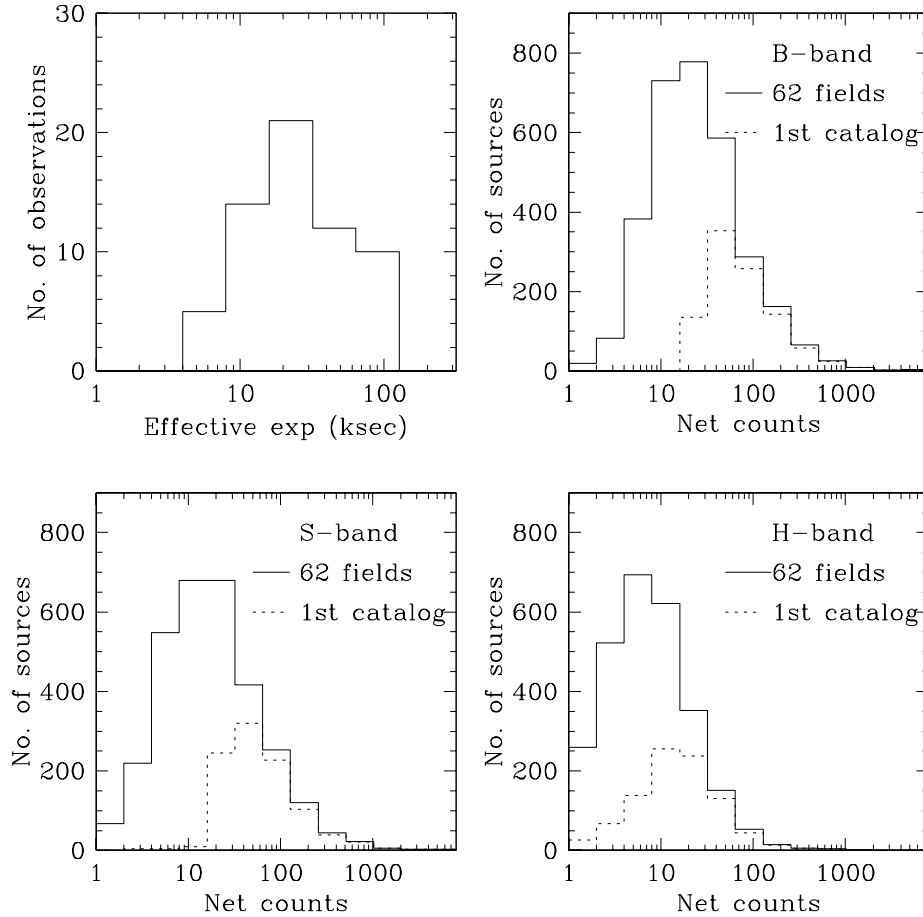 30
20
10
0
No. of observations
1 10 100
Effective exp (ksec)
800
600
400
200
0
No. of sources
B-band
62 fields
1st catalog
1 10 100 1000
Net counts
800
600
400
200
0
No. of sources
S-band
62 fields
1st catalog
1 10 100 1000
Net counts
800
600
400
200
0
No. of sources
H-band
62 fields
1st catalog
1 10 100 1000
Net counts